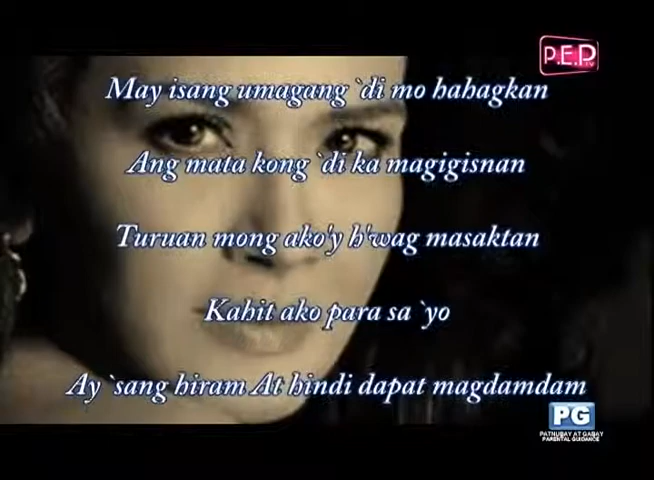 P.E.P
TV
May isang umagang `di mo hahagkan
Ang mata kong `di ka magigisnan
Turuan mong ako'y h'wag masaktan
Kahit ako para sa `yo
Ay `sang hiram At hindi dapat magdamdam
PG
PATNUBAY AT GABAY
PARENTAL GUIDANCE